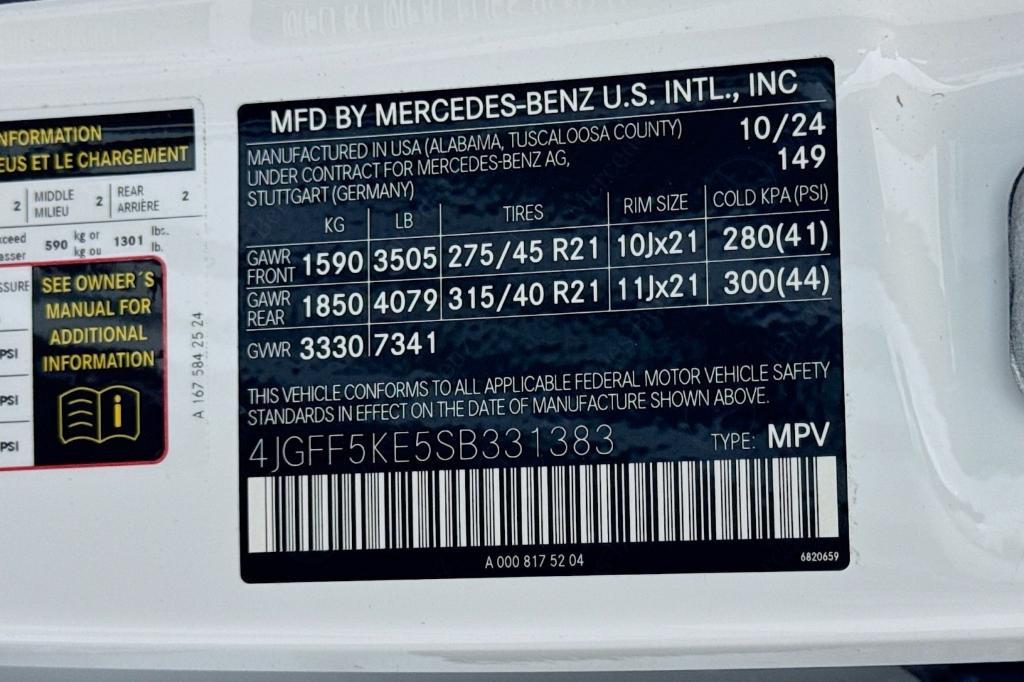 NFORMATION
EUS ET LE CHARGEMENT
2 MIDDLE MILIEU 2 REAR ARRIÈRE 2
590 kg or kg ou 1301 lbs. lb.
SEE OWNER´S
MANUAL FOR
ADDITIONAL
INFORMATION
PSI
PSI
PSI
A 167 584 25 24
MFD BY MERCEDES-BENZ U.S. INTL., INC
MANUFACTURED IN USA (ALABAMA, TUSCALOOSA COUNTY) 10/24
UNDER CONTRACT FOR MERCEDES-BENZ AG, 149
STUTTGART (GERMANY)
KG LB TIRES RIM SIZE COLD KPA (PSI)
GAWR FRONT 1590 3505 275/45 R21 10Jx21 280(41)
GAWR REAR 1850 4079 315/40 R21 11Jx21 300(44)
GVWR 3330 7341
THIS VEHICLE CONFORMS TO ALL APPLICABLE FEDERAL MOTOR VEHICLE SAFETY
STANDARDS IN EFFECT ON THE DATE OF MANUFACTURE SHOWN ABOVE.
4JGFF5KE5SB331383 TYPE: MPV
A 000 817 52 04
6820659